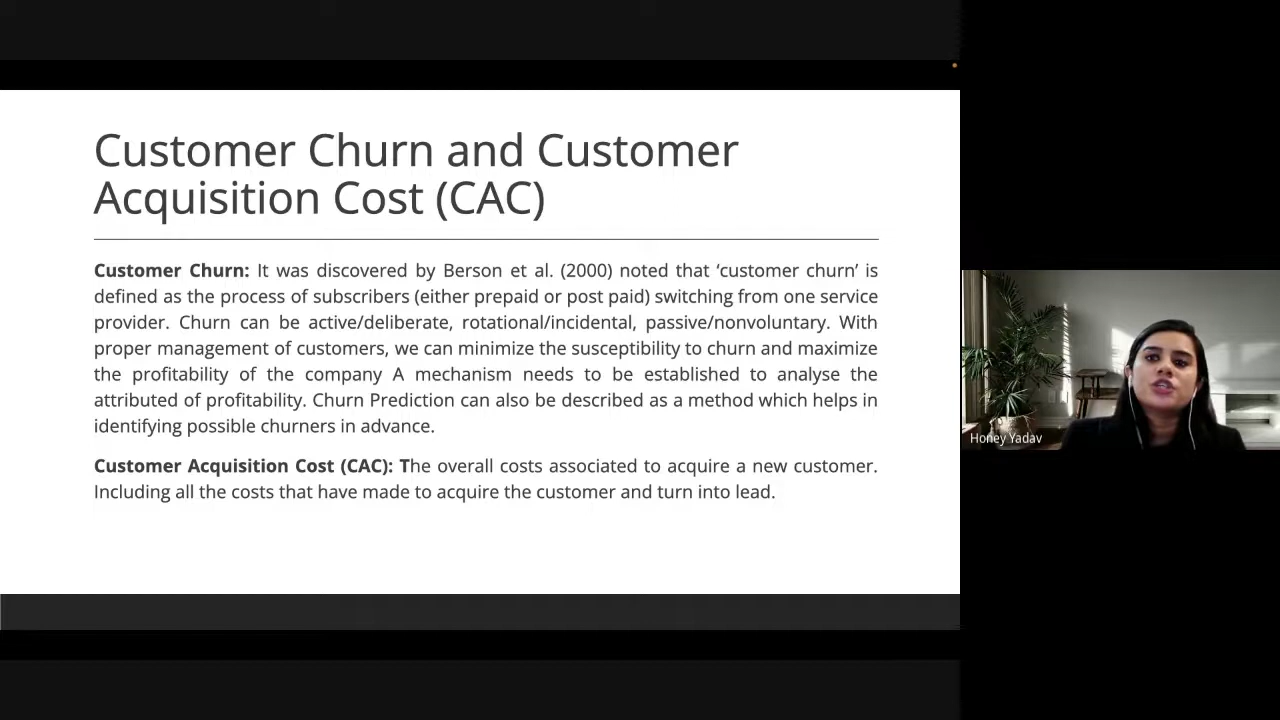 Customer Churn and Customer
Acquisition Cost (CAC)
Customer Churn: It was discovered by Berson et al. (2000) noted that ‘customer churn’ is
defined as the process of subscribers (either prepaid or post paid) switching from one service
provider. Churn can be active/deliberate, rotational/incidental, passive/nonvoluntary. With
proper management of customers, we can minimize the susceptibility to churn and maximize
the profitability of the company A mechanism needs to be established to analyse the
attributed of profitability. Churn Prediction can also be described as a method which helps in
identifying possible churners in advance.
Customer Acquisition Cost (CAC): The overall costs associated to acquire a new customer.
Including all the costs that have made to acquire the customer and turn into lead.
Honey Yadav